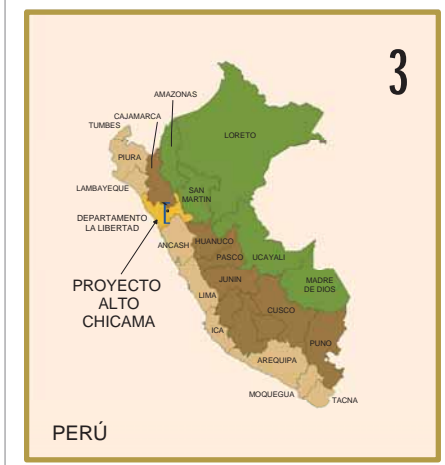 3
AMAZONAS
CAJAMARCA
TUMBES
LORETO
PIURA
LAMBAYEQUE
SAN
MARTIN
DEPARTAMENTO
LA LIBERTAD
ANCASH
HUANUCO
PASCO
UCAYALI
PROYECTO
ALTO
CHICAMA
JUNIN
MADRE
DE DIOS
LIMA
CUSCO
ICA
PUNO
AREQUIPA
MOQUEGUA
TACNA
PERÚ